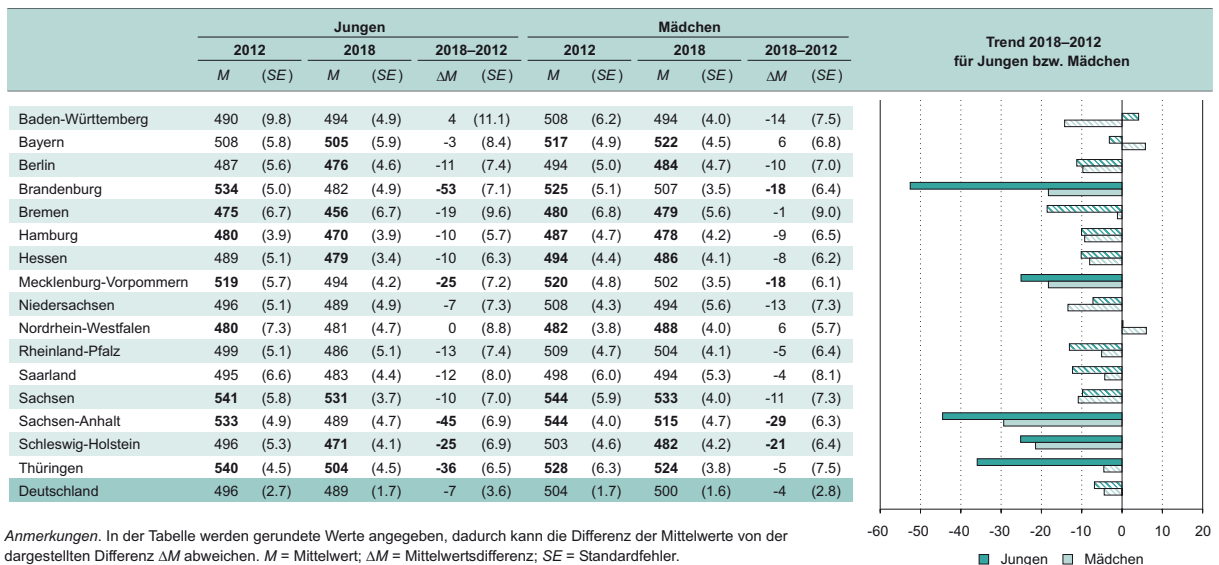 Jungen Mädchen
2012 2018 2018–2012 2012 2018 2018–2012 Trend 2018–2012
für Jungen bzw. Mädchen
M (SE) M (SE) ΔM (SE) M (SE) M (SE) ΔM (SE)
Baden-Württemberg 490 (9.8) 494 (4.9) 4 (11.1) 508 (6.2) 494 (4.0) -14 (7.5)
Bayern 508 (5.8) 505 (5.9) -3 (8.4) 517 (4.9) 522 (4.5) 6 (6.8)
Berlin 487 (5.6) 476 (4.6) -11 (7.4) 494 (5.0) 484 (4.7) -10 (7.0)
Brandenburg 534 (5.0) 482 (4.9) -53 (7.1) 525 (5.1) 507 (3.5) -18 (6.4)
Bremen 475 (6.7) 456 (6.7) -19 (9.6) 480 (6.8) 479 (5.6) -1 (9.0)
Hamburg 480 (3.9) 470 (3.9) -10 (5.7) 487 (4.7) 478 (4.2) -9 (6.5)
Hessen 489 (5.1) 479 (3.4) -10 (6.3) 494 (4.4) 486 (4.1) -8 (6.2)
Mecklenburg-Vorpommern 519 (5.7) 494 (4.2) -25 (7.2) 520 (4.8) 502 (3.5) -18 (6.1)
Niedersachsen 496 (5.1) 489 (4.9) -7 (7.3) 508 (4.3) 494 (5.6) -13 (7.3)
Nordrhein-Westfalen 480 (7.3) 481 (4.7) 0 (8.8) 482 (3.8) 488 (4.0) 6 (5.7)
Rheinland-Pfalz 499 (5.1) 486 (5.1) -13 (7.4) 509 (4.7) 504 (4.1) -5 (6.4)
Saarland 495 (6.6) 483 (4.4) -12 (8.0) 498 (6.0) 494 (5.3) -4 (8.1)
Sachsen 541 (5.8) 531 (3.7) -10 (7.0) 544 (5.9) 533 (4.0) -11 (7.3)
Sachsen-Anhalt 533 (4.9) 489 (4.7) -45 (6.9) 544 (4.0) 515 (4.7) -29 (6.3)
Schleswig-Holstein 496 (5.3) 471 (4.1) -25 (6.9) 503 (4.6) 482 (4.2) -21 (6.4)
Thüringen 540 (4.5) 504 (4.5) -36 (6.5) 528 (6.3) 524 (3.8) -5 (7.5)
Deutschland 496 (2.7) 489 (1.7) -7 (3.6) 504 (1.7) 500 (1.6) -4 (2.8)
-60 -50 -40 -30 -20 -10 0 10 20
Jungen Mädchen
Anmerkungen. In der Tabelle werden gerundete Werte angegeben, dadurch kann die Differenz der Mittelwerte von der
dargestellten Differenz ΔM abweichen. M = Mittelwert; ΔM = Mittelwertsdifferenz; SE = Standardfehler.